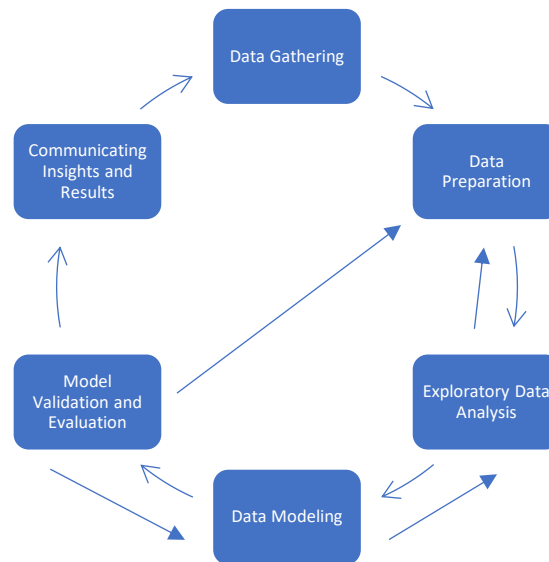 Data Gathering
Communicating
Insights and
Results
Data
Preparation
Model
Validation and
Evaluation
Exploratory Data
Analysis
Data Modeling